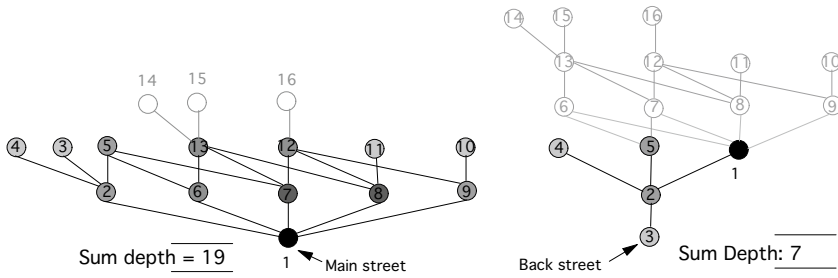 14 15 16
4 3 5 13 12 11 10
2 6 7 8 9
1
Sum depth = 19
Main street
14 15 16
13 12 11 10
6 7 8 9
4 5
1
2
3
Back street
Sum Depth: 7